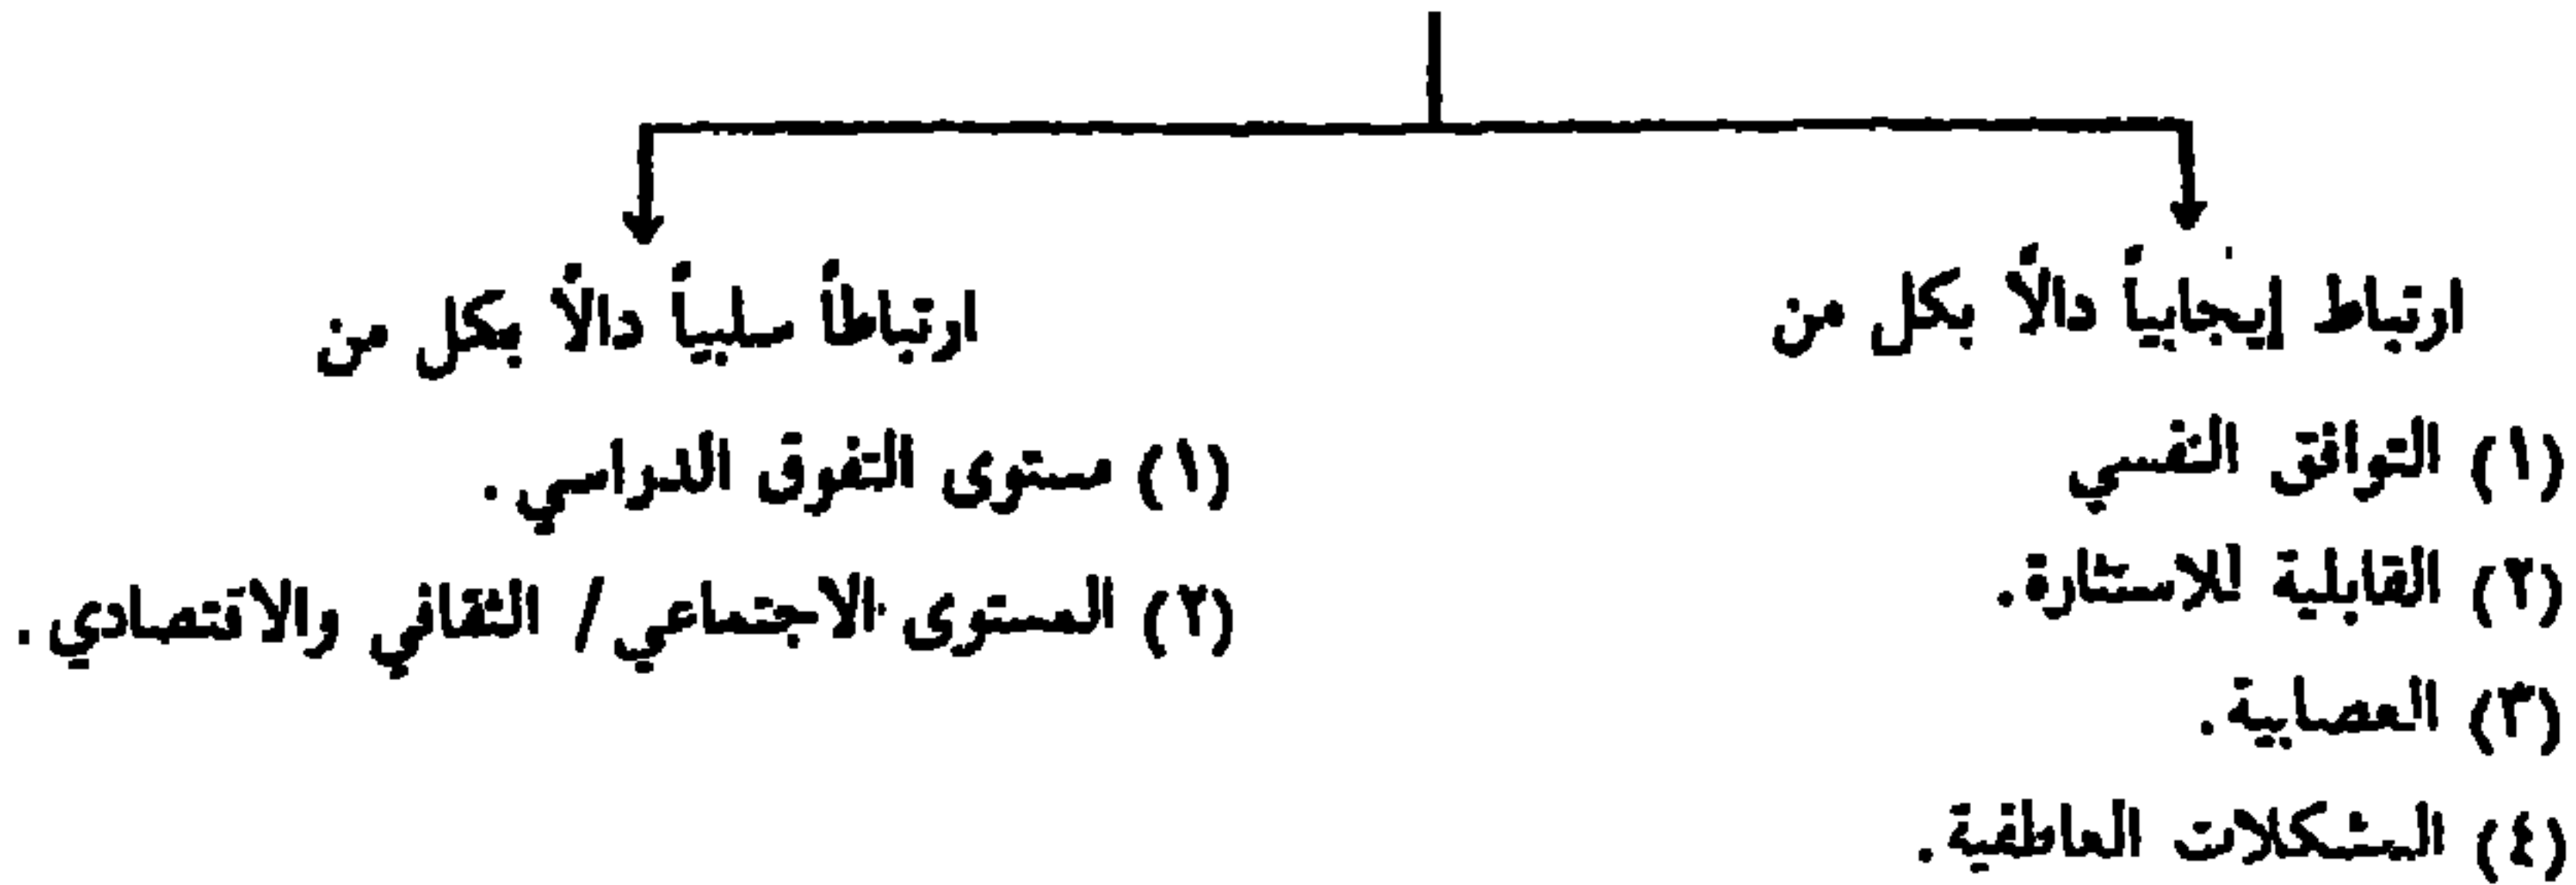 ارتباط إيجابياً دالاً بكل من
(١) التوافق النفسي
(٢) القابلية للاستثارة.
(٣) العصابية.
(٤) المشكلات العاطفية.
ارتباطاً سلبياً دالاً بكل من
(١) مستوى التفوق الدراسي.
(٢) المستوى الاجتماعي / الثقافي والاقتصادي.